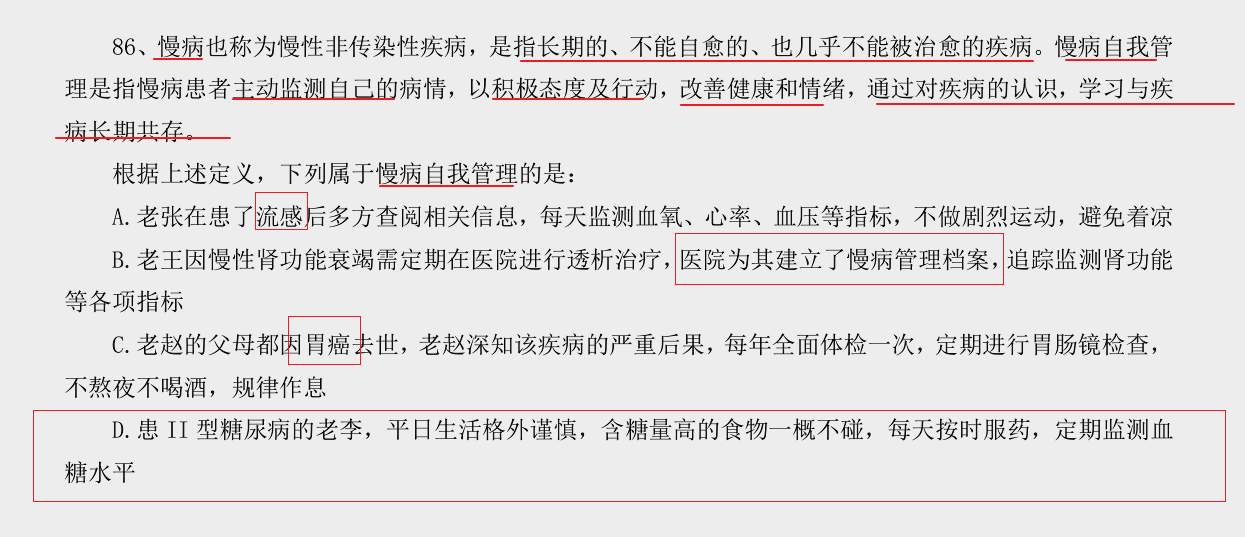 86、慢病也称为慢性非传染性疾病，是指长期的、不能自愈的、也几乎不能被治愈的疾病。慢病自我管
理是指慢病患者主动监测自己的病情，以积极态度及行动，改善健康和情绪，通过对疾病的认识，学习与疾
病长期共存。
根据上述定义，下列属于慢病自我管理的是：
A.老张在患了流感后多方查阅相关信息，每天监测血氧、心率、血压等指标，不做剧烈运动，避免着凉
B.老王因慢性肾功能衰竭需定期在医院进行透析治疗，医院为其建立了慢病管理档案，追踪监测肾功能
等各项指标
C.老赵的父母都因胃癌去世，老赵深知该疾病的严重后果，每年全面体检一次，定期进行胃肠镜检查，
不熬夜不喝酒，规律作息
D.患 II 型糖尿病的老李，平日生活格外谨慎，含糖量高的食物一概不碰，每天按时服药，定期监测血
糖水平